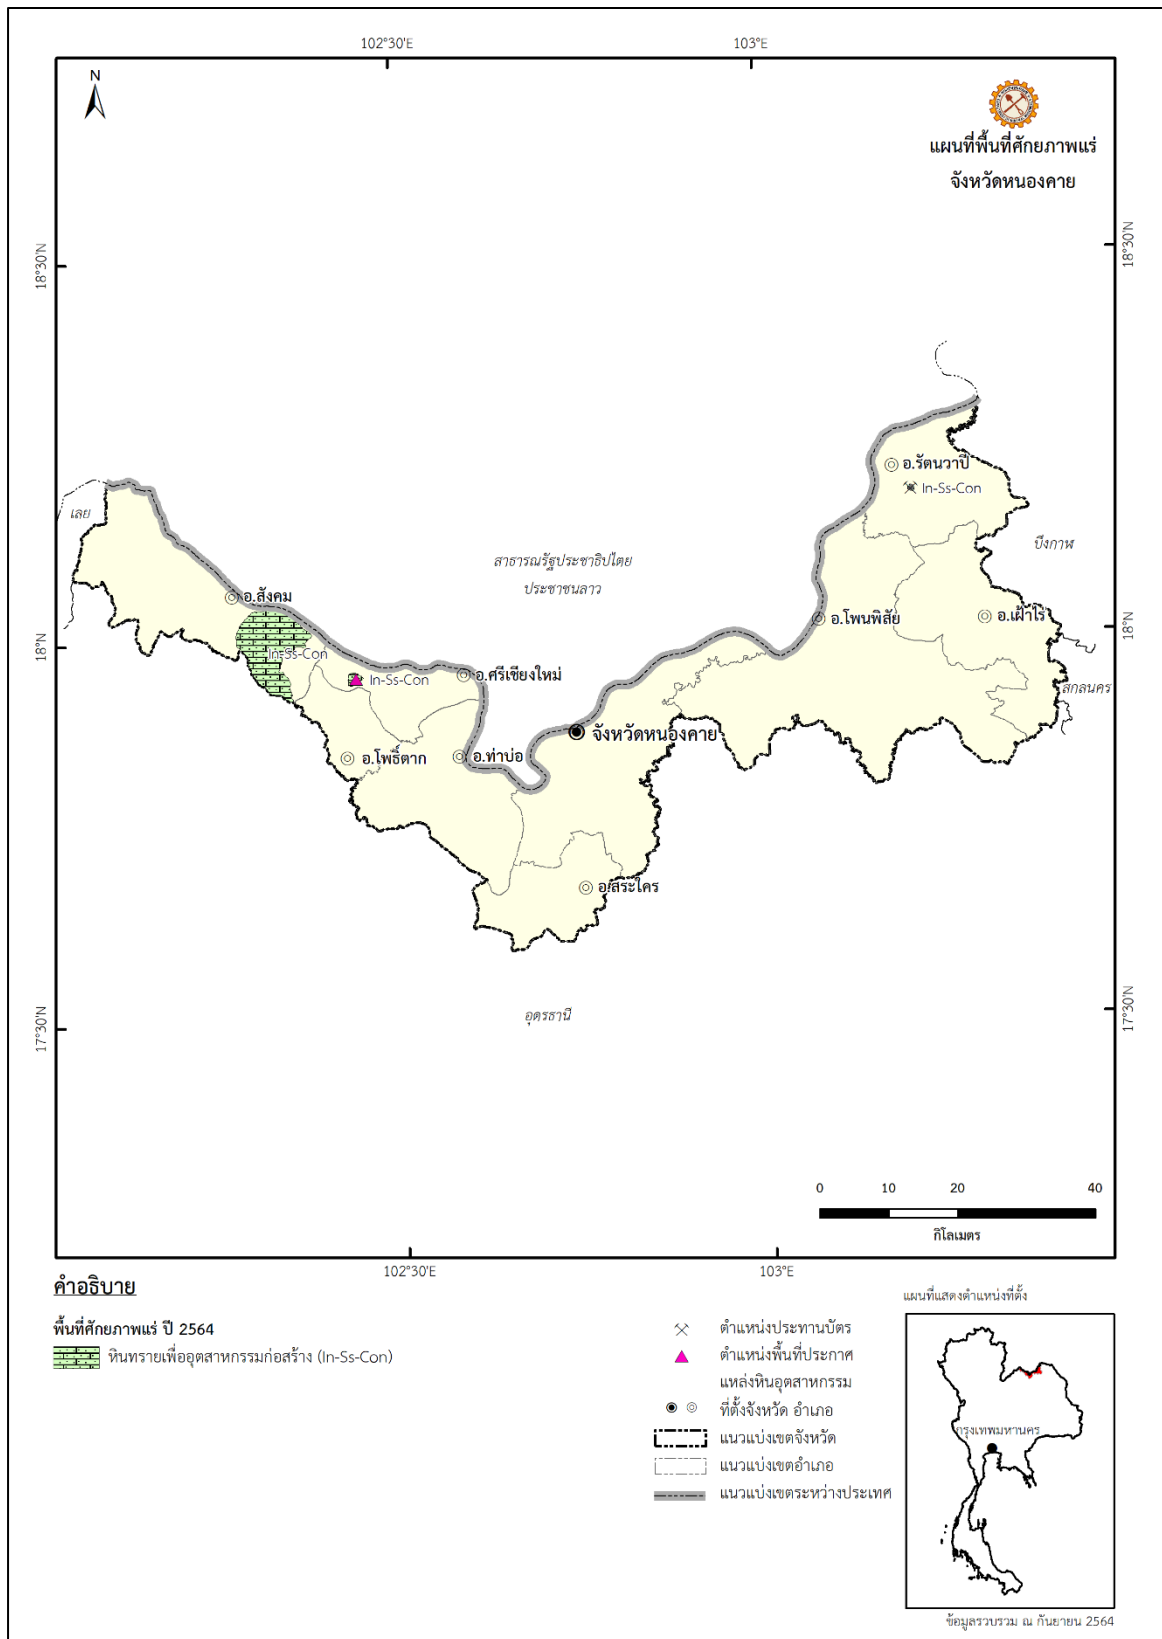 102°30'E
103°E
N
แผนที่พื้นที่ศักยภาพแร่
จังหวัดหนองคาย
18°30'N
18°30'N
อ.รัตนวาปี
In-Ss-Con
เลย
บึงกาฬ
สาธารณรัฐประชาธิปไตย
ประชาชนลาว
อ.สังคม
อ.โพนพิสัย
อ.เฝ้าไร่
18°N
18°N
In-Ss-Con
In-Ss-Con
อ.ศรีเชียงใหม่
สกลนคร
จังหวัดหนองคาย
อ.โพธิ์ตาก
อ.ท่าบ่อ
อ.สระใคร
17°30'N
17°30'N
อุดรธานี
0 10 20 40
กิโลเมตร
102°30'E
103°E
คำอธิบาย
พื้นที่ศักยภาพแร่ ปี 2564
หินทรายเพื่ออุตสาหกรรมก่อสร้าง (In-Ss-Con)
ตำแหน่งประทานบัตร
ตำแหน่งพื้นที่ประกาศ
แหล่งหินอุตสาหกรรม
ที่ตั้งจังหวัด อำเภอ
แนวแบ่งเขตจังหวัด
แนวแบ่งเขตอำเภอ
แนวแบ่งเขตระหว่างประเทศ
แผนที่แสดงตำแหน่งที่ตั้ง
กรุงเทพมหานคร
ข้อมูลรวบรวม ณ กันยายน 2564